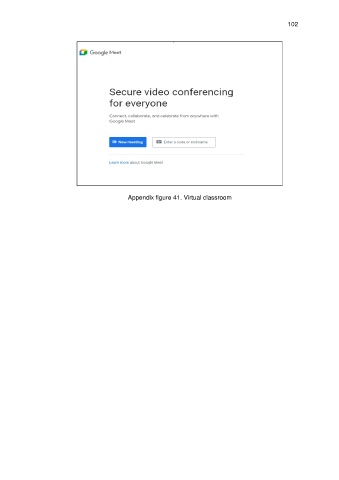 102
Google Meet
Secure video conferencing
for everyone
Connect, collaborate, and celebrate from anywhere with
Google Meet
New meeting
Enter a code or nickname
Learn more about Google Meet
Appendix figure 41. Virtual classroom